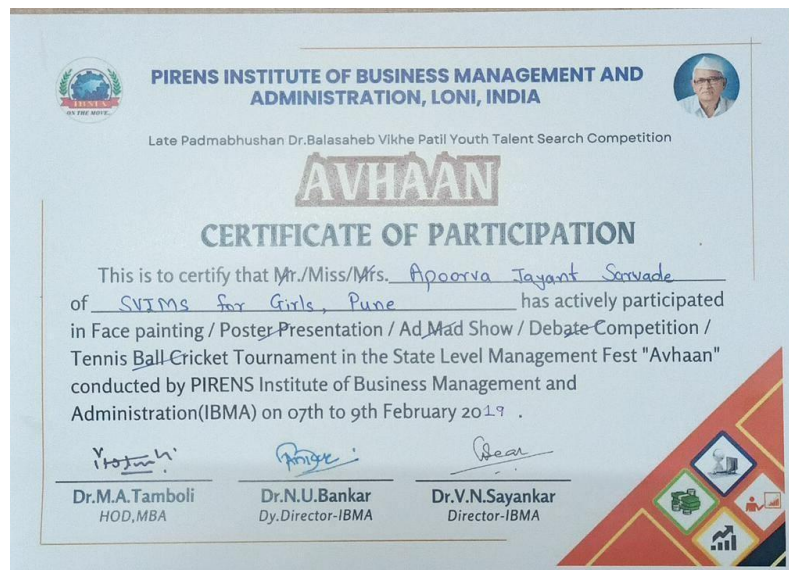 IBMA
ON THE MOVE..
PIRENS INSTITUTE OF BUSINESS MANAGEMENT AND
ADMINISTRATION, LONI, INDIA
Late Padmabhushan Dr.Balasaheb Vikhe Patil Youth Talent Search Competition
AVHAAN
CERTIFICATE OF PARTICIPATION
This is to certify that Mr./Miss/Mrs. Apoorva Jayant Sarvade
of SVIMS for Girls, Pune has actively participated
in Face painting / Poster Presentation / Ad Mad Show / Debate Competition /
Tennis Ball Cricket Tournament in the State Level Management Fest "Avhaan"
conducted by PIRENS Institute of Business Management and
Administration(IBMA) on 07th to 9th February 2019 .
Dr.M.A.Tamboli Dr.N.U.Bankar Dr.V.N.Sayankar
HOD,MBA Dy.Director-IBMA Director-IBMA